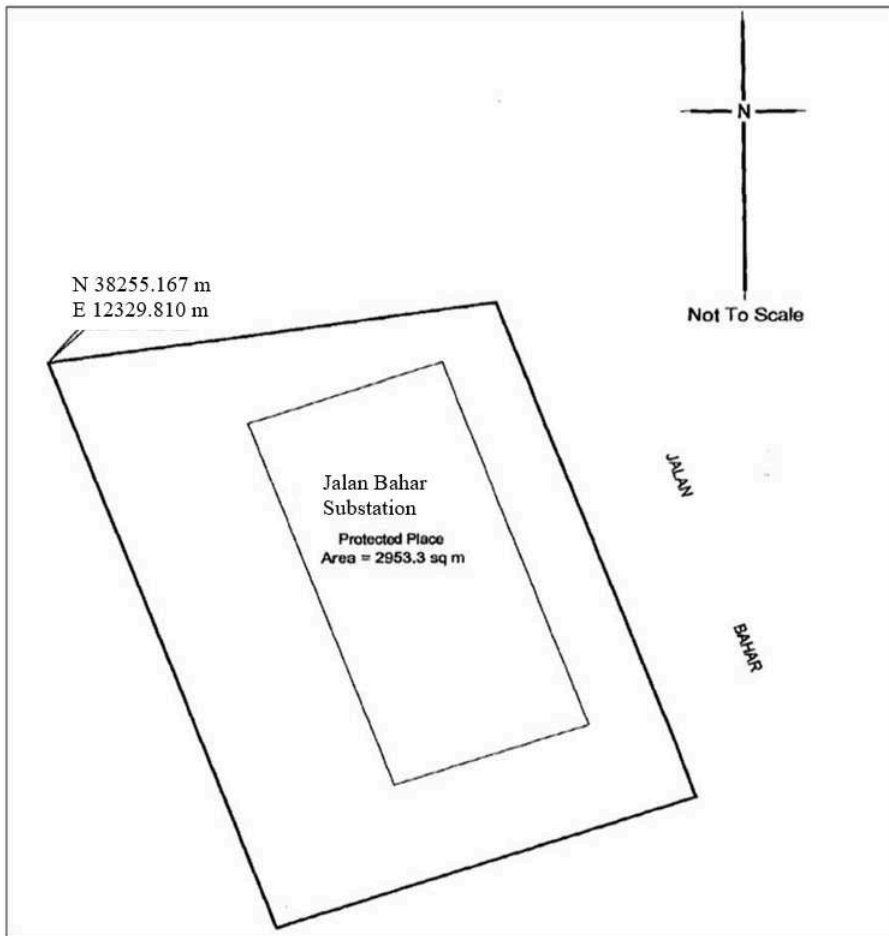 N
Not To Scale
N 38255.167 m
E 12329.810 m
JALAN
Jalan Bahar
Substation
Protected Place
Area = 2953.3 sq m
BAHAR